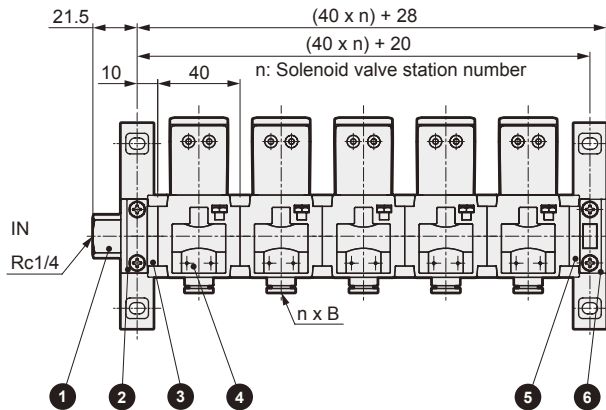 21.5
(40 x n) + 28
(40 x n) + 20
10
40
n: Solenoid valve station number
IN
Rc1/4
n x B
1
2
3
4
5
6